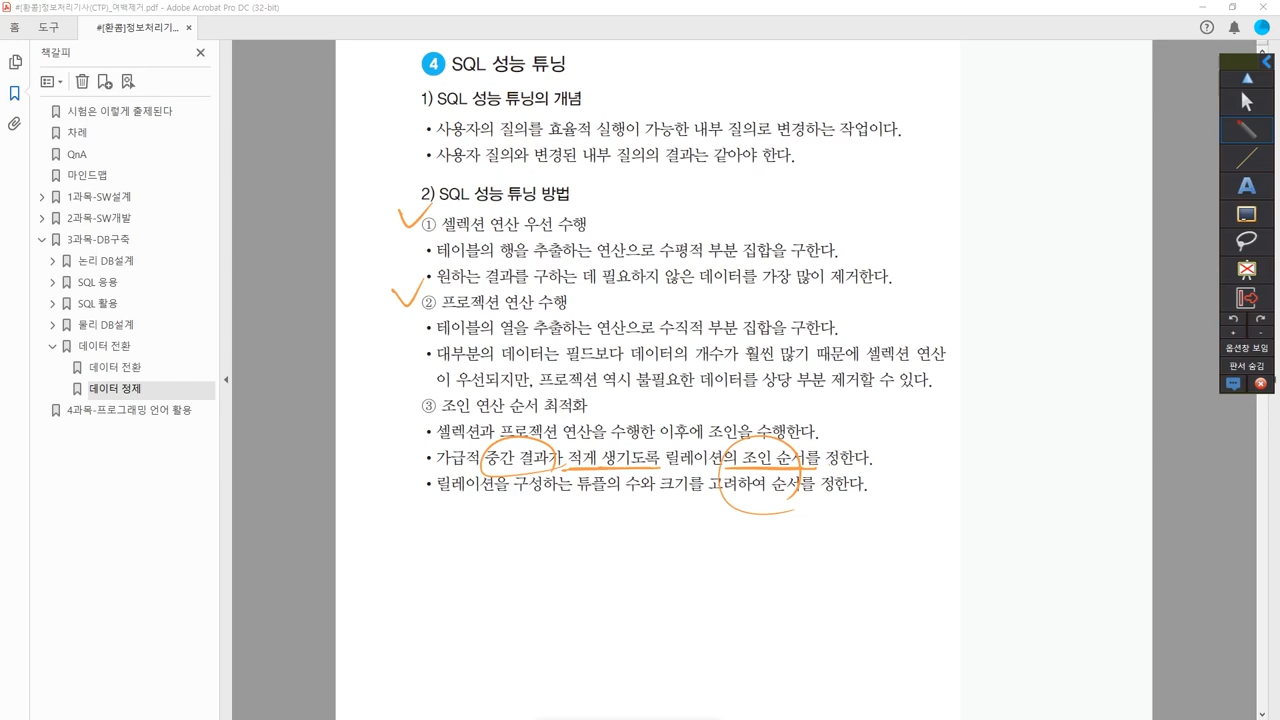 #[환콤]정보처리기사(CTP)_여백제거.pdf - Adobe Acrobat Pro DC (32-bit)
홈 도구 #[환콤]정보처리기... ×
책갈피
시험은 이렇게 출제된다
차례
QnA
마인드맵
1과목-SW설계
2과목-SW개발
3과목-DB구축
논리 DB설계
SQL 응용
SQL 활용
물리 DB설계
데이터 전환
데이터 전환
데이터 정제
4과목-프로그래밍 언어 활용
4 SQL 성능 튜닝
1) SQL 성능 튜닝의 개념
• 사용자의 질의를 효율적 실행이 가능한 내부 질의로 변경하는 작업이다.
• 사용자 질의와 변경된 내부 질의의 결과는 같아야 한다.
2) SQL 성능 튜닝 방법
① 셀렉션 연산 우선 수행
• 테이블의 행을 추출하는 연산으로 수평적 부분 집합을 구한다.
• 원하는 결과를 구하는 데 필요하지 않은 데이터를 가장 많이 제거한다.
② 프로젝션 연산 수행
• 테이블의 열을 추출하는 연산으로 수직적 부분 집합을 구한다.
• 대부분의 데이터는 필드보다 데이터의 개수가 훨씬 많기 때문에 셀렉션 연산
이 우선되지만, 프로젝션 역시 불필요한 데이터를 상당 부분 제거할 수 있다.
③ 조인 연산 순서 최적화
• 셀렉션과 프로젝션 연산을 수행한 이후에 조인을 수행한다.
• 가급적 중간 결과가 적게 생기도록 릴레이션의 조인 순서를 정한다.
• 릴레이션을 구성하는 튜플의 수와 크기를 고려하여 순서를 정한다.
A
옵션창 보임
판서 숨김